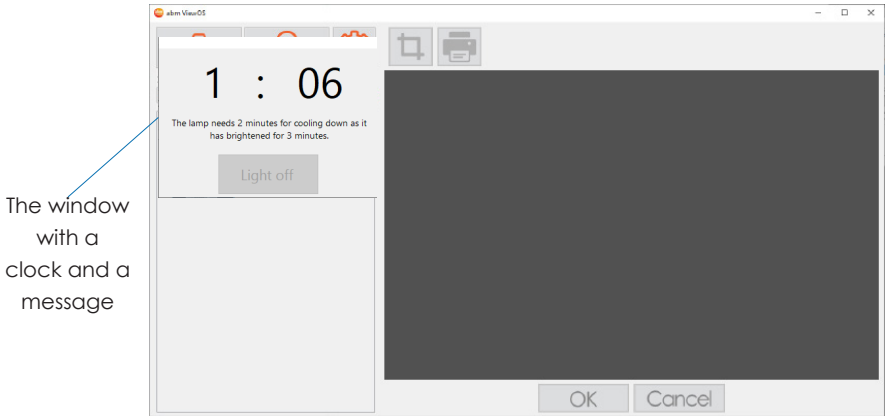 abm ViewOS
1 : 06
The lamp needs 2 minutes for cooling down as it
has brightened for 3 minutes.
Light off
The window
with a
clock and a
message
OK Cancel